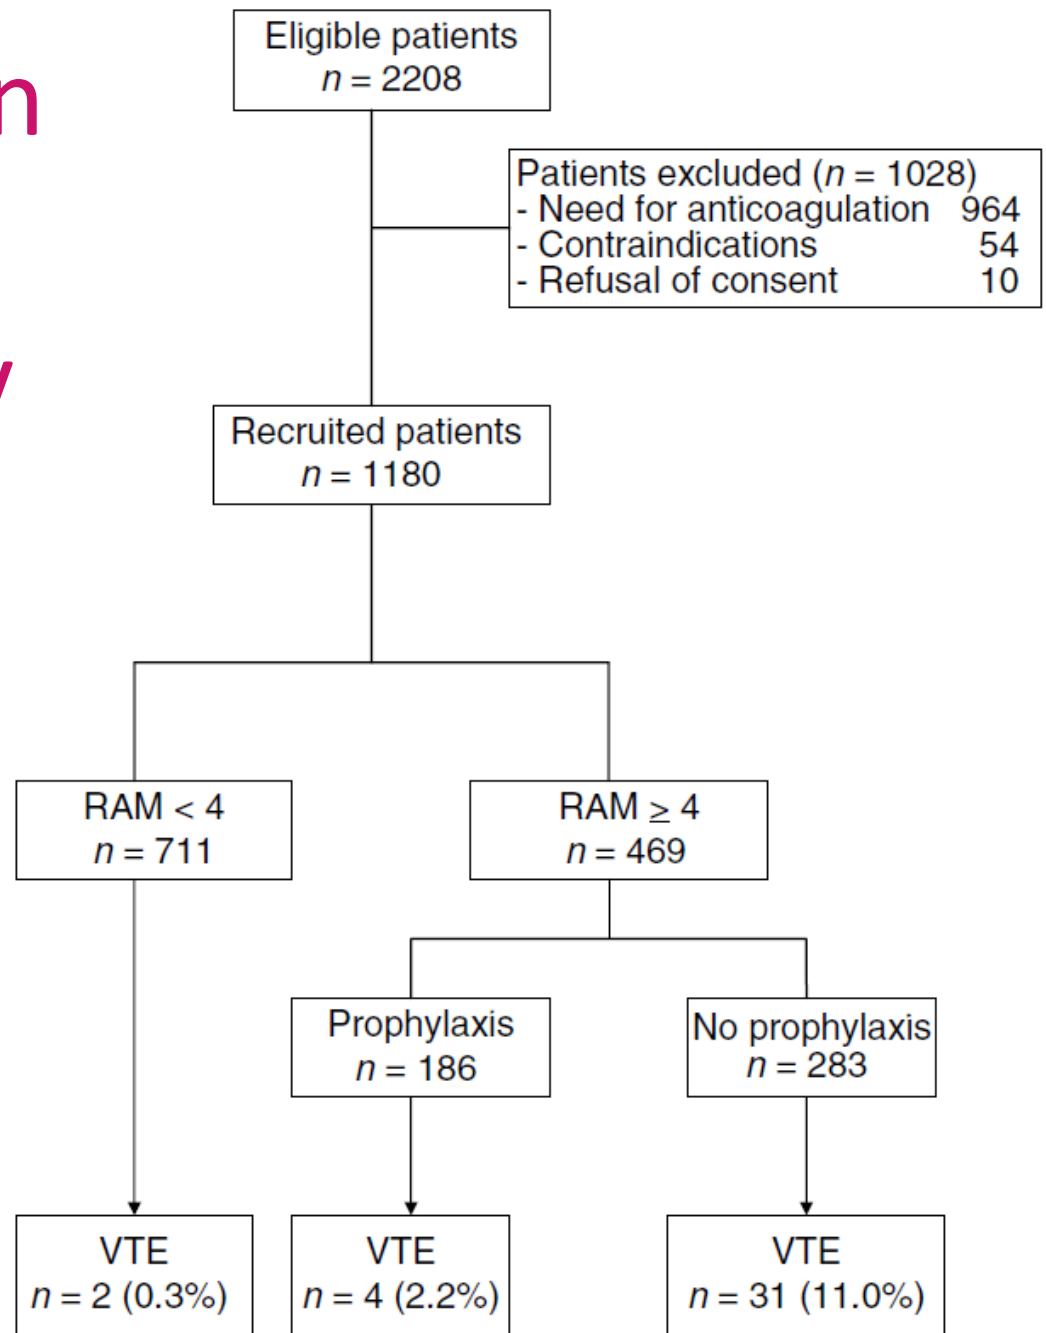 n
y
Eligible patients
n = 2208
Patients excluded (n = 1028)
- Need for anticoagulation 964
- Contraindications 54
- Refusal of consent 10
Recruited patients
n = 1180
RAM < 4
n = 711
RAM ≥ 4
n = 469
Prophylaxis
n = 186
No prophylaxis
n = 283
VTE
n = 2 (0.3%)
VTE
n = 4 (2.2%)
VTE
n = 31 (11.0%)